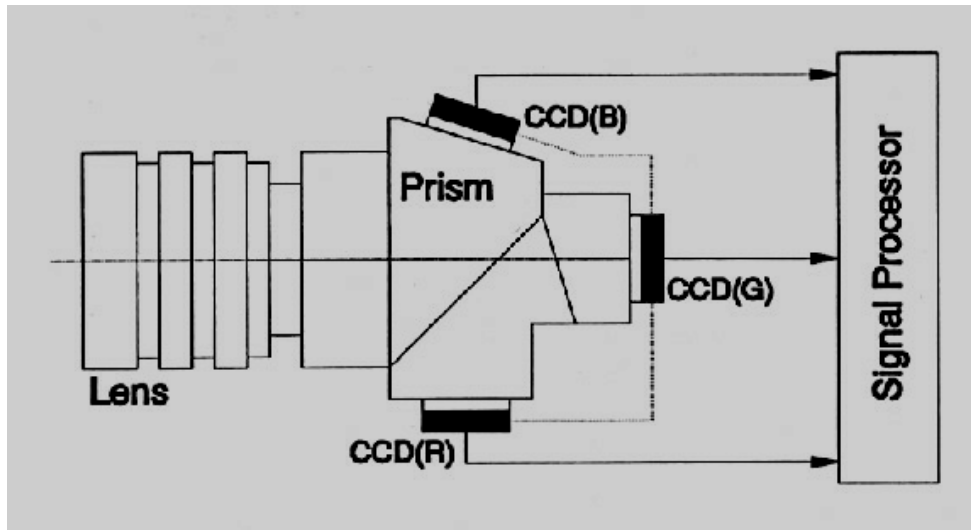 CCD(B)
Prism
CCD(G)
Lens
CCD(R)
Signal Processor